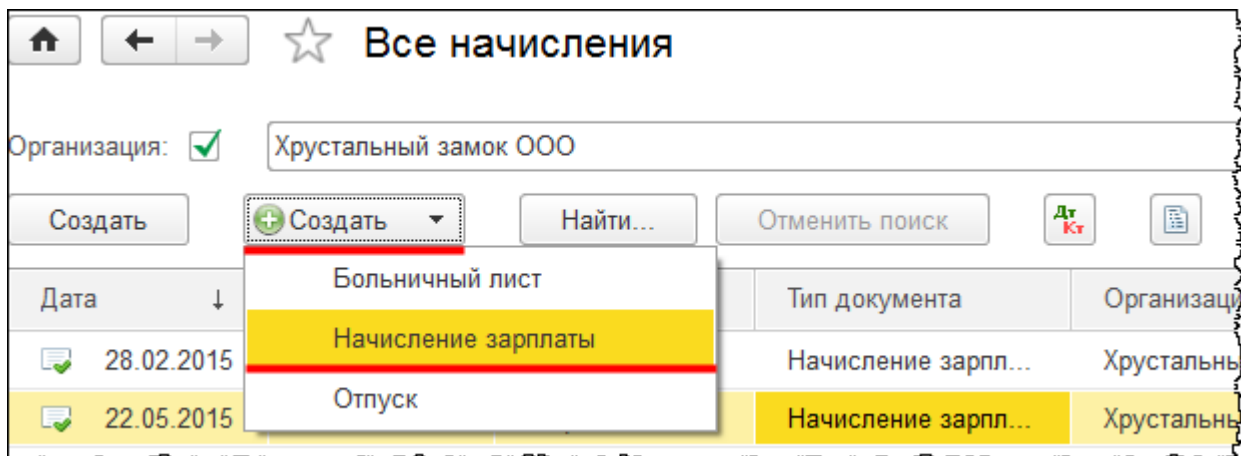 Все начисления
Организация: Хрустальный замок ООО
Создать Создать Найти... Отменить поиск Дт Кт
Больничный лист
Дата Тип документа Организаци
Начисление зарплаты
28.02.2015 Начисление зарпл... Хрустальны
Отпуск
22.05.2015 Начисление зарпл... Хрустальны